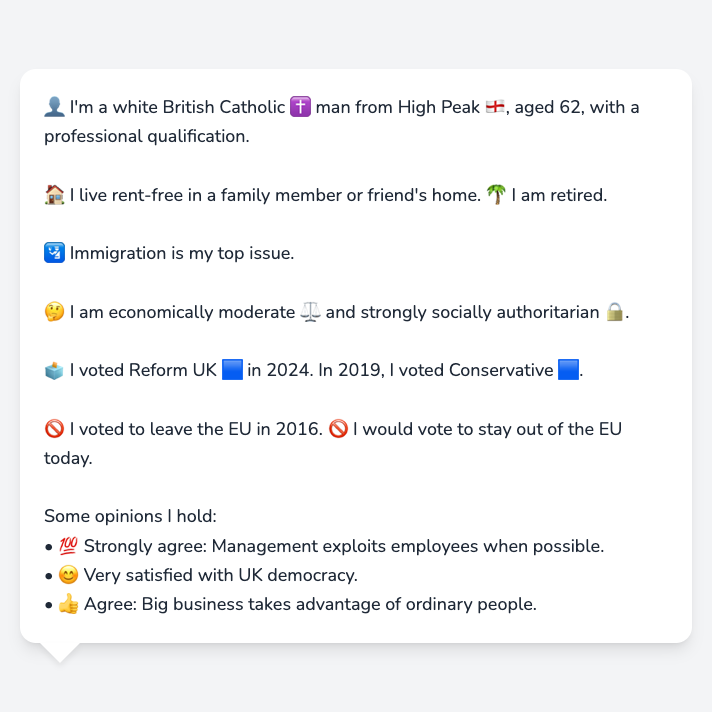 👤 I'm a white British Catholic ✝️ man from High Peak 🏴󠁧󠁢󠁥󠁮󠁧󠁿, aged 62, with a
professional qualification.
🏠 I live rent-free in a family member or friend's home. 🌴 I am retired.
🛂 Immigration is my top issue.
🤔 I am economically moderate ⚖️ and strongly socially authoritarian 🔒.
🗳️ I voted Reform UK 🟦 in 2024. In 2019, I voted Conservative 🟦.
🚫 I voted to leave the EU in 2016. 🚫 I would vote to stay out of the EU
today.
Some opinions I hold:
• 💯 Strongly agree: Management exploits employees when possible.
• 😊 Very satisfied with UK democracy.
• 👍 Agree: Big business takes advantage of ordinary people.